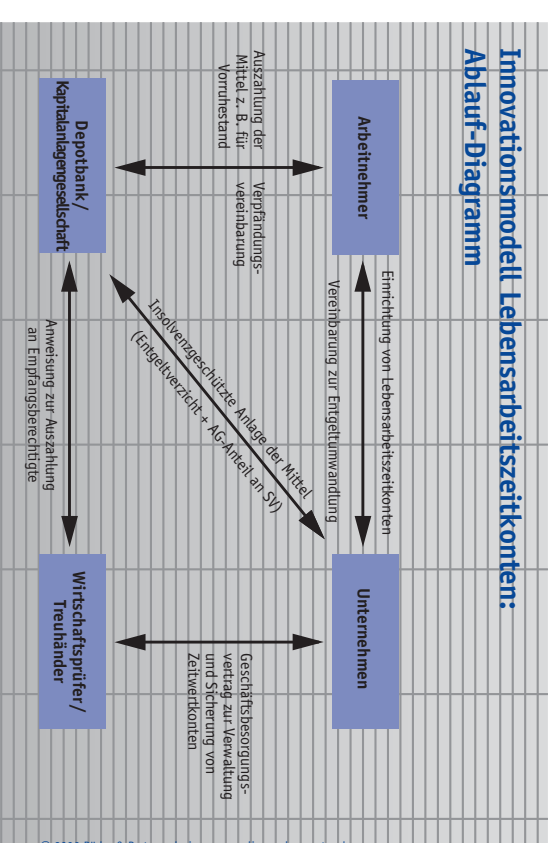 Innovationsmodell Lebensarbeitszeitkonten:
Ablauf-Diagramm
Arbeitnehmer
Einrichtung von Lebensarbeitszeitkonten
Vereinbarung zur Entgeltumwandlung
Unternehmen
Auszahlung der
Mittel z. B. für
Vorruhestand
Verpfändungs-
vereinbarung
Insolvenzgeschützte Anlage der Mittel
(Entgeltverzicht + AG-Anteil an SV)
Geschäftsbesorgungs-
vertrag zur Verwaltung
und Sicherung von
Zeitwertkonten
Depotbank/
Kapitalanlagengesellschaft
Anweisung zur Auszahlung
an Empfangsberechtigte
Wirtschaftsprüfer/
Treuhänder